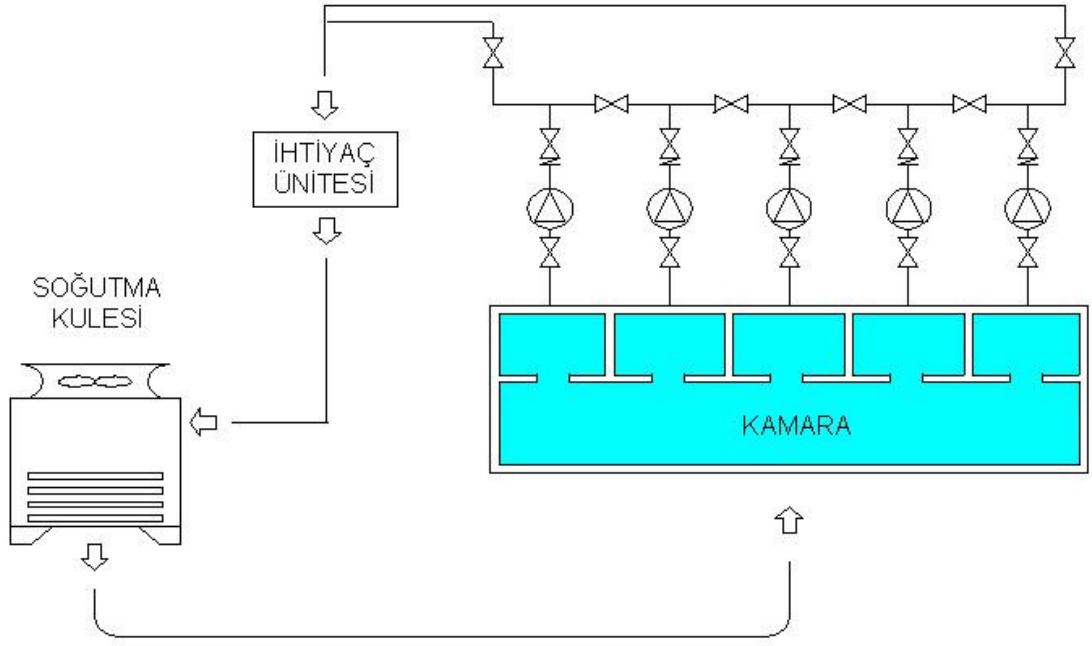 İHTİYAÇ
ÜNİTESİ
SOĞUTMA
KULESİ
KAMARA